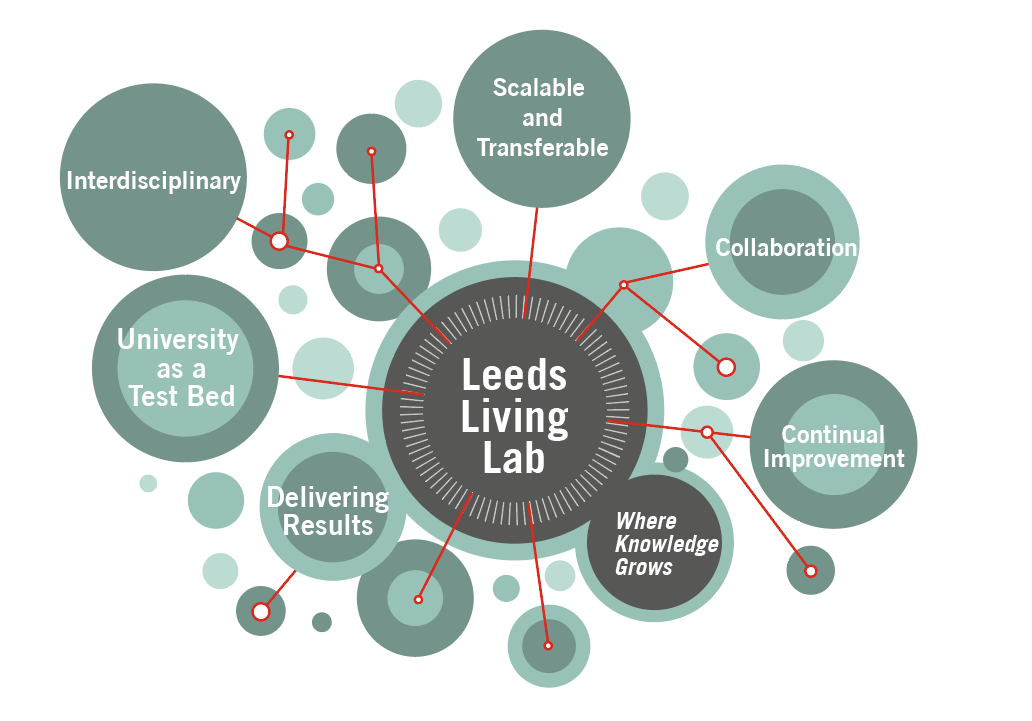 Scalable
and
Transferable
Interdisciplinary
Collaboration
University
as a
Test Bed
Leeds
Living
Lab
Continual
Improvement
Delivering
Results
Where
Knowledge
Grows